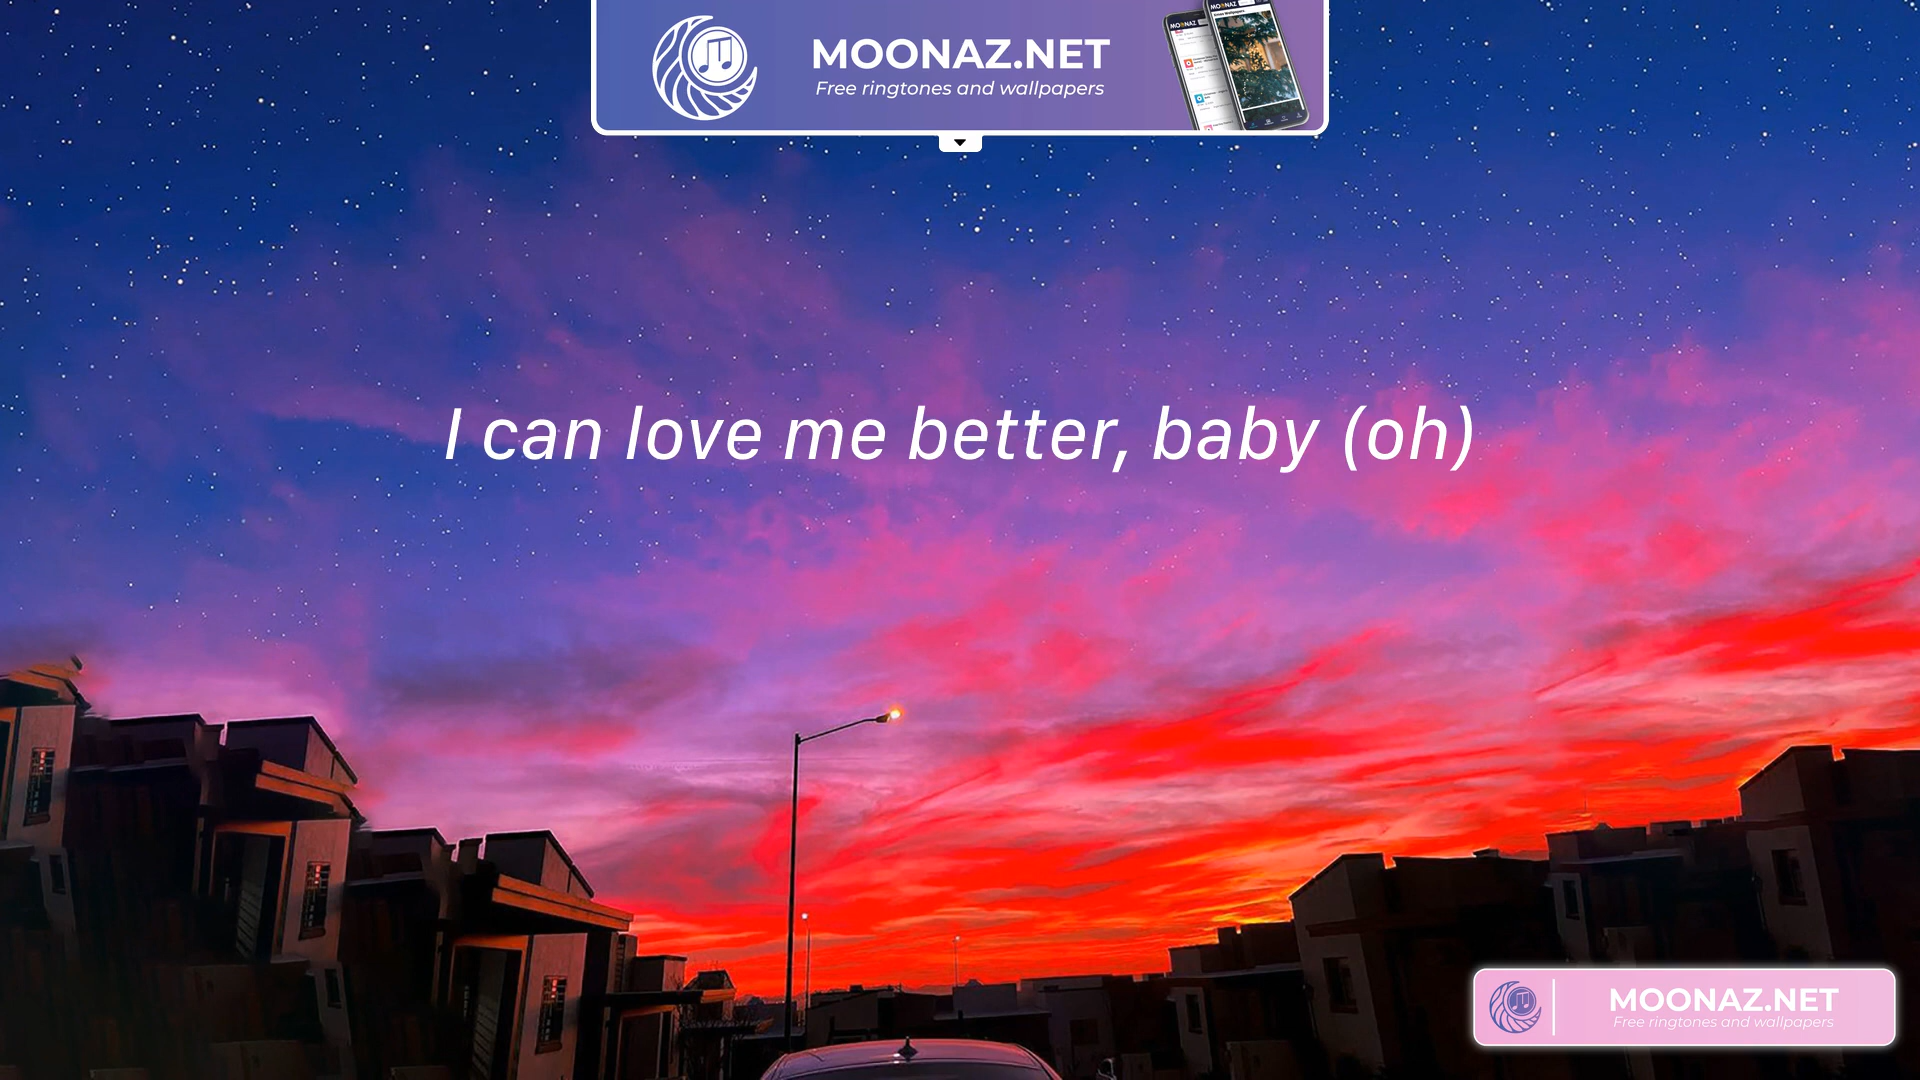 MOONAZ.NET
Free ringtones and wallpapers
I can love me better, baby (oh)
MOONAZ.NET
Free ringtones and wallpapers